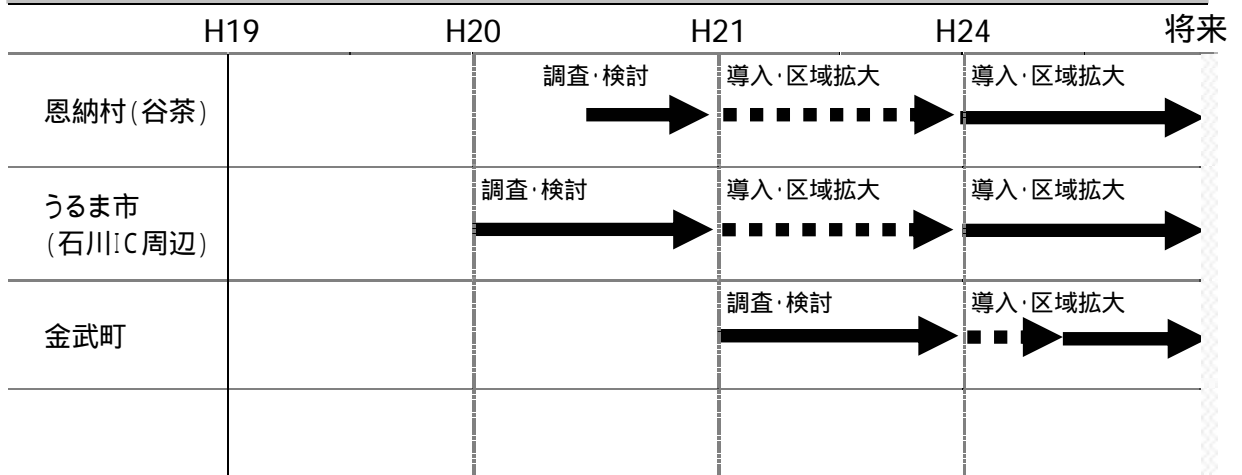 H19 H20 H21 H24 将来
恩納村(谷茶) 調査・検討 導入・区域拡大 導入・区域拡大
うるま市
(石川IC周辺) 調査・検討 導入・区域拡大 導入・区域拡大
金武町 調査・検討 導入・区域拡大